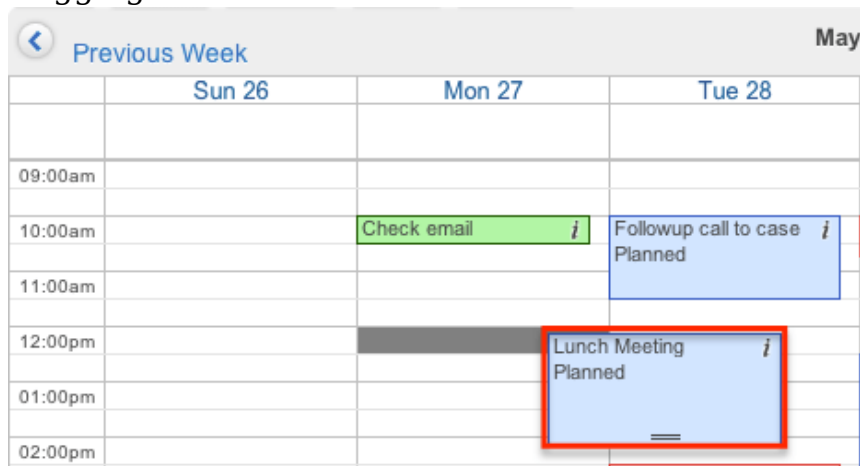 May
Previous Week
Sun 26 Mon 27 Tue 28
09:00am
10:00am Check email i Followup call to case i
Planned
11:00am
12:00pm Lunch Meeting i
Planned
01:00pm
02:00pm